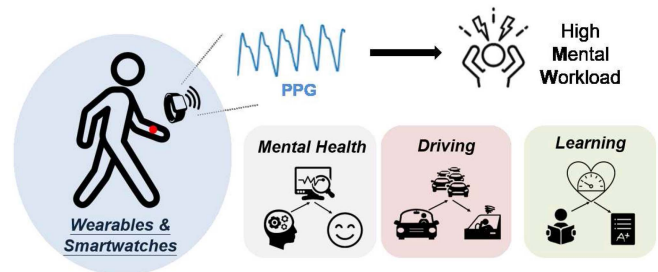 PPG
High
Mental
Workload
Wearables &
Smartwatches
Mental Health
Driving
Learning
A+